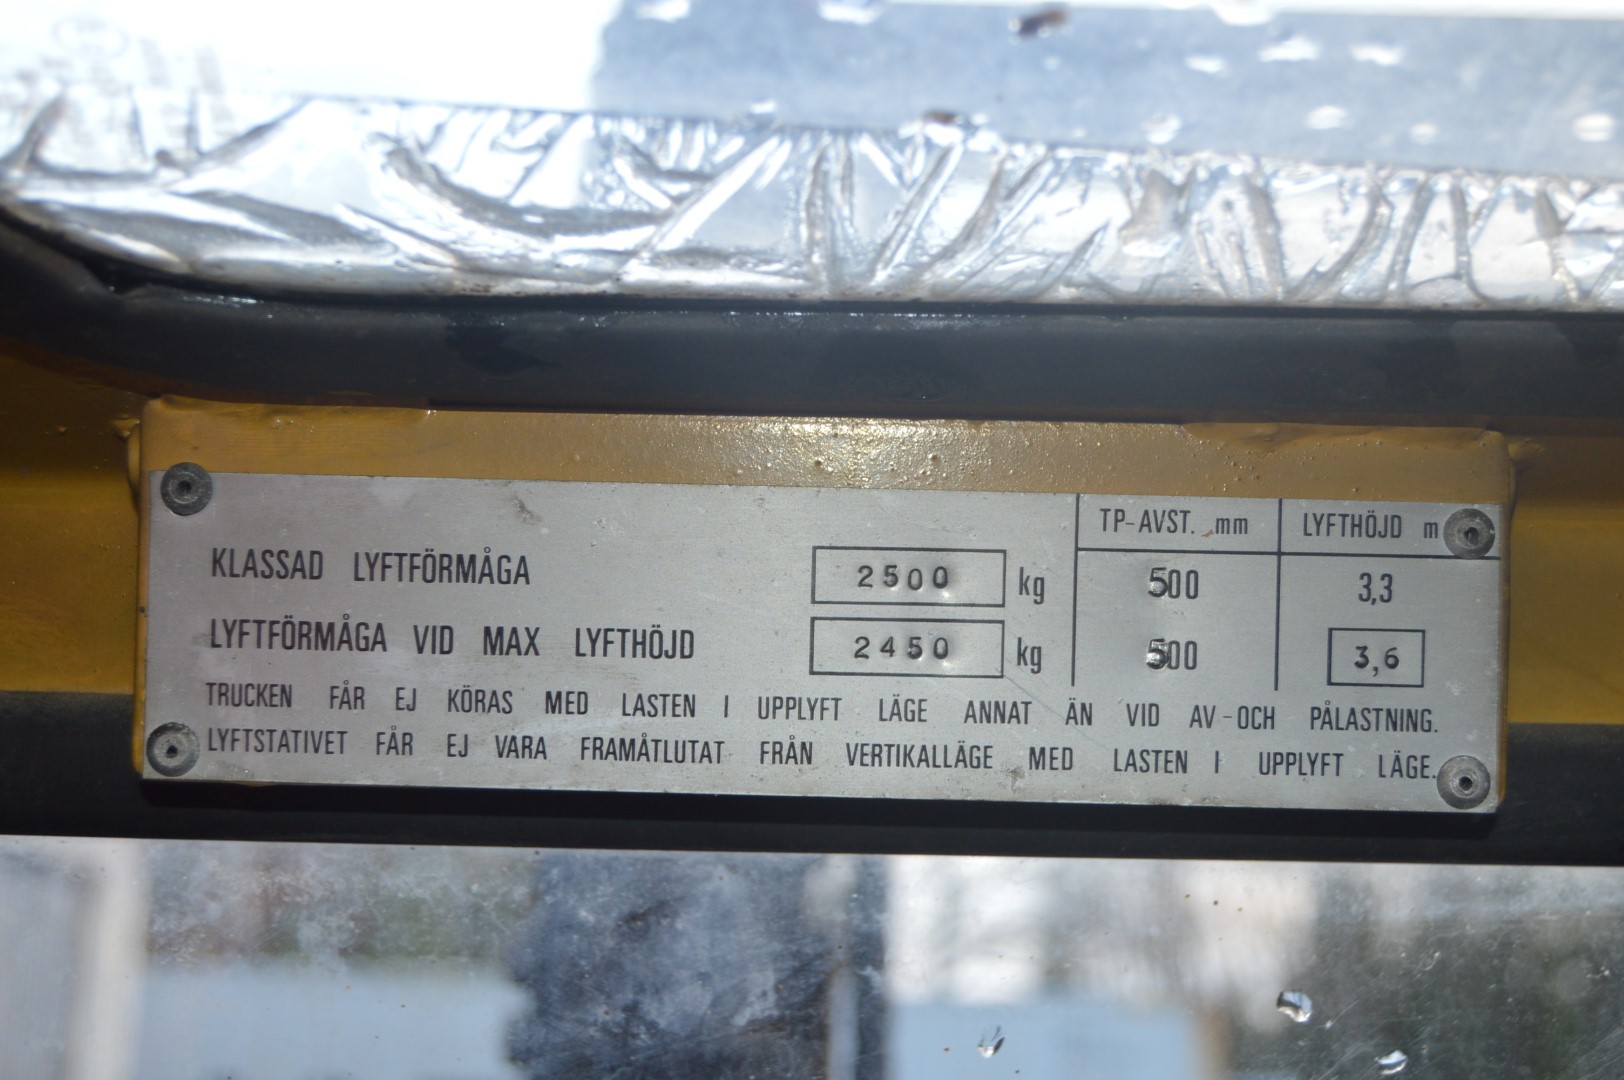 TP-AVST. mm LYFTHÖJD m
KLASSAD LYFTFÖRMÅGA 2500 kg 500 3,3
LYFTFÖRMÅGA VID MAX LYFTHÖJD 2450 kg 500 3,6
TRUCKEN FÅR EJ KÖRAS MED LASTEN I UPPLYFT LÄGE ANNAT ÄN VID AV-OCH PÅLASTNING.
LYFTSTATIVET FÅR EJ VARA FRAMÅTLUTAT FRÅN VERTIKALLÄGE MED LASTEN I UPPLYFT LÄGE.